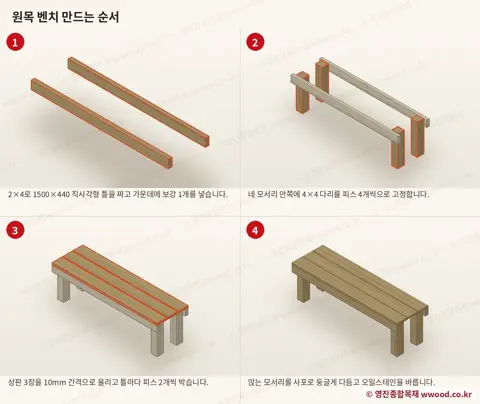 원목 벤치 만드는 순서
1
2
2×4로 1500×440 직사각형 틀을 짜고 가운데에 보강 1개를 넣습니다.
네 모서리 안쪽에 4×4 다리를 피스 4개씩으로 고정합니다.
3
4
상판 3장을 10mm 간격으로 올리고 틀마다 피스 2개씩 박습니다.
앉는 모서리를 사포로 둥글게 다듬고 오일스테인을 바릅니다.
© 영진종합목재 wwood.co.kr